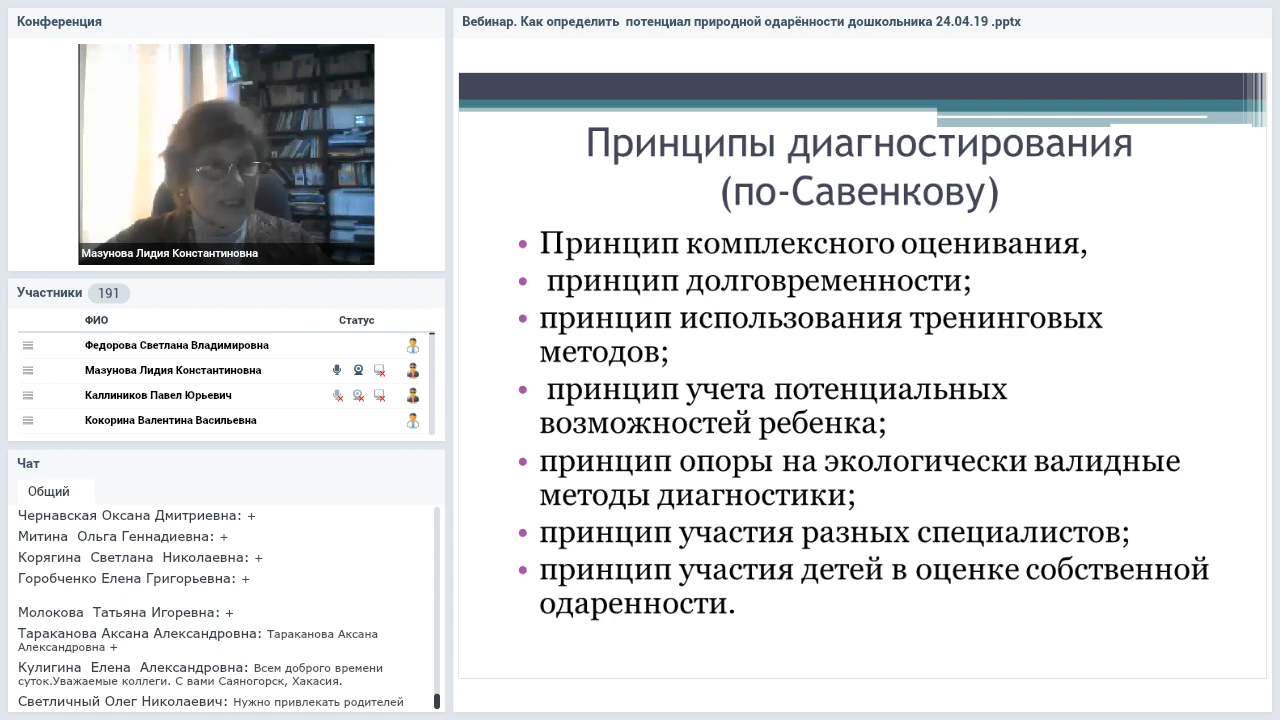 Конференция
Мазунова Лидия Константиновна
Участники 191
ФИО Статус
Федорова Светлана Владимировна
Мазунова Лидия Константиновна
Каллиников Павел Юрьевич
Кокорина Валентина Васильевна
Чат
Общий
Чернавская Оксана Дмитриевна: +
Митина Ольга Геннадиевна: +
Корягина Светлана Николаевна: +
Горобченко Елена Григорьевна: +
Молокова Татьяна Игоревна: +
Тараканова Аксана Александровна: Тараканова Аксана
Александровна +
Кулигина Елена Александровна: Всем доброго времени
суток.Уважаемые коллеги. С вами Саяногорск, Хакасия.
Светличный Олег Николаевич: Нужно привлекать родителей
Вебинар. Как определить потенциал природной одарённости дошкольника 24.04.19 .pptx
Принципы диагностирования
(по-Савенкову)
• Принцип комплексного оценивания,
• принцип долговременности;
• принцип использования тренинговых
методов;
• принцип учета потенциальных
возможностей ребенка;
• принцип опоры на экологически валидные
методы диагностики;
• принцип участия разных специалистов;
• принцип участия детей в оценке собственной
одаренности.